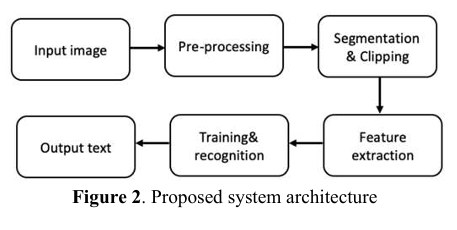 Input image
Pre-processing
Segmentation
& Clipping
Feature
extraction
Training&
recognition
Output text
Figure 2. Proposed system architecture